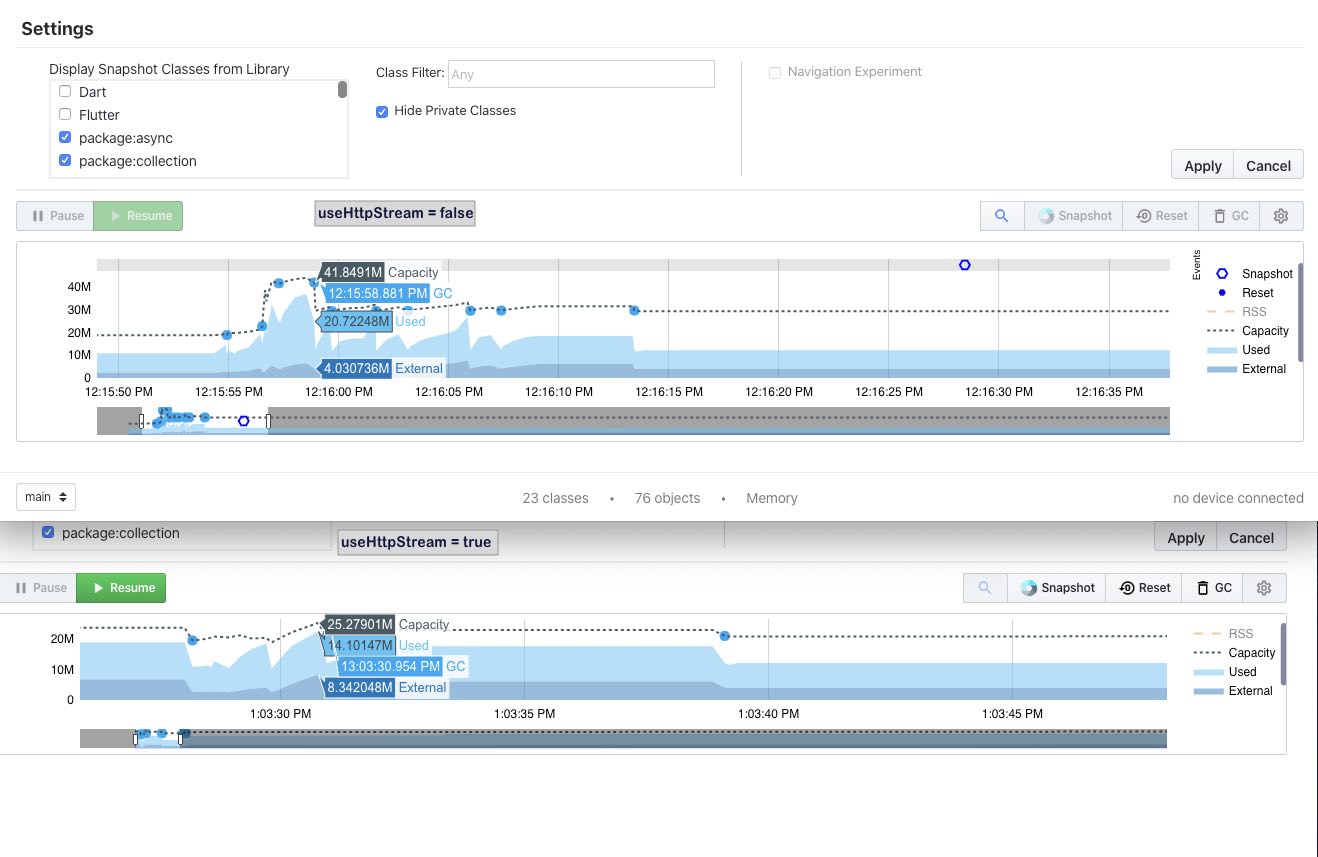 Settings
Display Snapshot Classes from Library
Dart
Flutter
package:async
package:collection
Class Filter: Any
Hide Private Classes
Navigation Experiment
Apply Cancel
Pause Resume
useHttpStream = false
Snapshot Reset GC
41.8491M Capacity
12:15:58.881 PM GC
20.72248M Used
4.030736M External
40M
30M
20M
10M
0
12:15:50 PM 12:15:55 PM 12:16:00 PM 12:16:05 PM 12:16:10 PM 12:16:15 PM 12:16:20 PM 12:16:25 PM 12:16:30 PM 12:16:35 PM
Events
Snapshot
Reset
RSS
Capacity
Used
External
main 23 classes • 76 objects • Memory no device connected
package:collection
useHttpStream = true
Apply Cancel
Pause Resume
Snapshot Reset GC
25.27901M Capacity
14.10147M Used
13:03:30.954 PM GC
8.342048M External
20M
10M
0
1:03:30 PM 1:03:35 PM 1:03:40 PM 1:03:45 PM
RSS
Capacity
Used
External